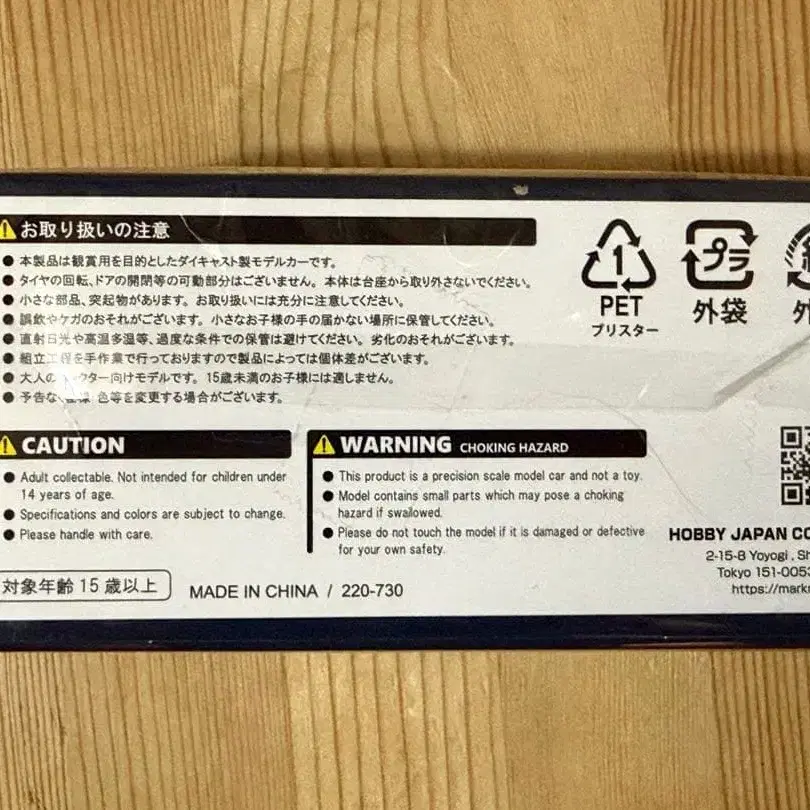 お取り扱いの注意
● 本製品は観賞用を目的としたダイキャスト製モデルカーです。
● タイヤの回転、ドアの開閉等の可動部分はございません。本体は台座から取り外さないでください。
● 小さな部品、突起物があります。お取り扱いには充分に注意してください。
● 誤飲やケガのおそれがございます。小さなお子様の手の届かない場所に保管してください。
● 直射日光や高温多湿等、過度な条件での保管は避けてください。劣化のおそれがございます。
● 組立工程を手作業で行っておりますので製品によっては個体差がございます。
● 大人の クター向けモデルです。15歳未満のお子様には適しません。
● 予告な 色等を変更する場合がございます。
1
PET
ブリスター
プラ
外袋
外
CAUTION
● Adult collectable. Not intended for children under
14 years of age.
● Specifications and colors are subject to change.
● Please handle with care.
WARNING CHOKING HAZARD
● This product is a precision scale model car and not a toy.
● Model contains small parts which may pose a choking
hazard if swallowed.
● Please do not touch the model if it is damaged or defective
for your own safety.
対象年齢15歳以上
MADE IN CHINA / 220-730
HOBBY JAPAN CO
2-15-8 Yoyogi, Sh
Tokyo 151-0053
https://mark